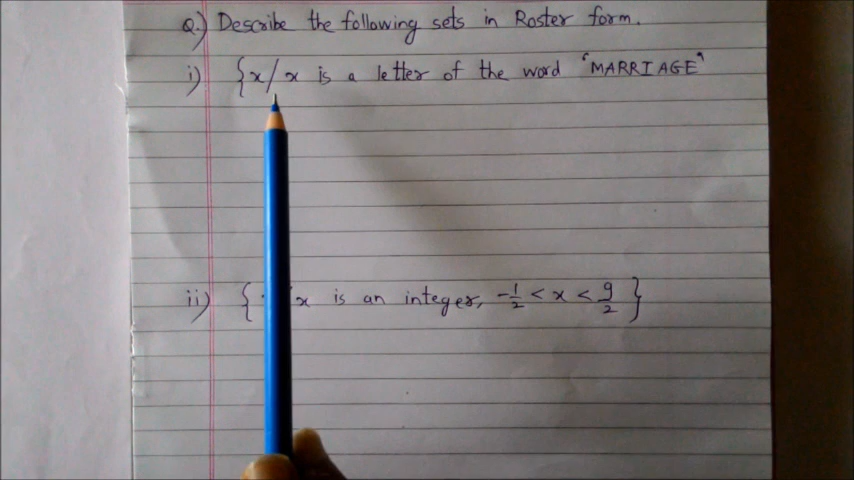 Q.) Describe the following sets in Roster form.
i) {x/x is a letter of the word 'MARRIAGE'
ii) { x is an integer, -1/2 < x < 9/2 }